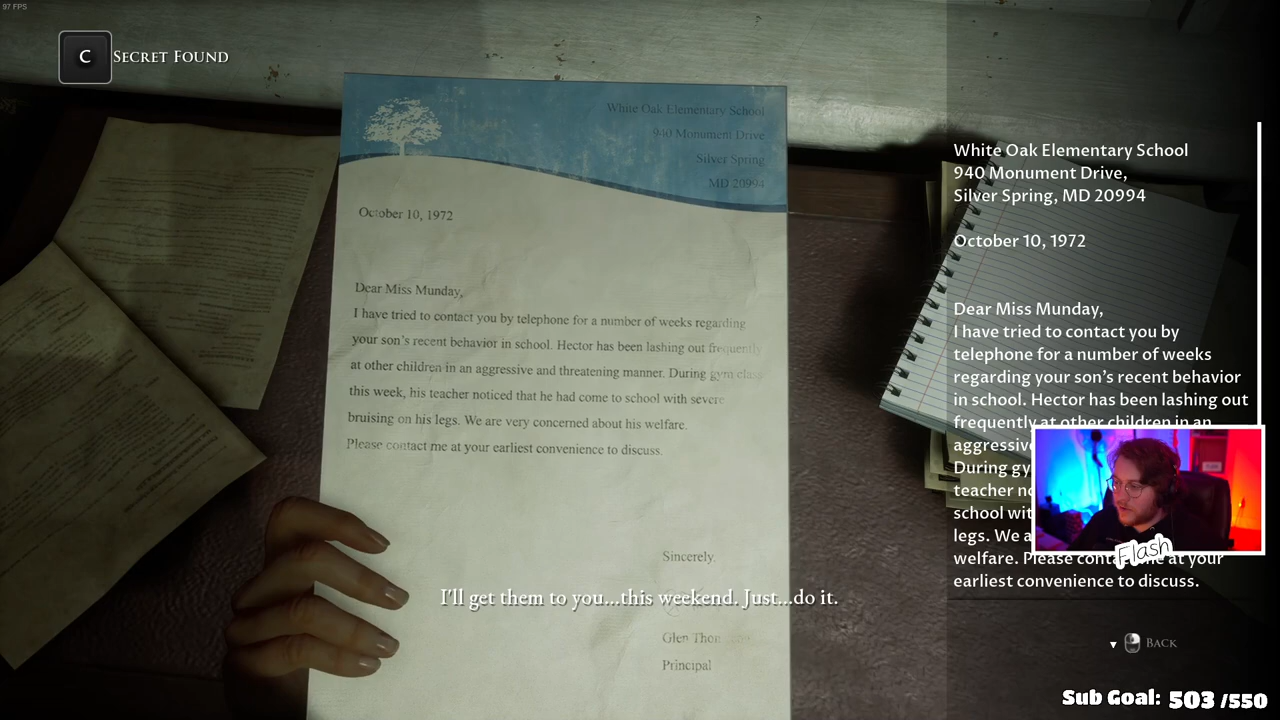 97 FPS
C
SECRET FOUND
White Oak Elementary School
940 Monument Drive
Silver Spring
MD 20994
October 10, 1972
Dear Miss Munday,
I have tried to contact you by telephone for a number of weeks regarding
your son's recent behavior in school. Hector has been lashing out frequently
at other children in an aggressive and threatening manner. During gym class
this week, his teacher noticed that he had come to school with severe
bruising on his legs. We are very concerned about his welfare.
Please contact me at your earliest convenience to discuss.
Sincerely,
Glen
Principal
I'll get them to you...this weekend. Just...do it.
White Oak Elementary School
940 Monument Drive,
Silver Spring, MD 20994
October 10, 1972
Dear Miss Munday,
I have tried to contact you by
telephone for a number of weeks
regarding your son's recent behavior
in school. Hector has been lashing out
frequently at other children in an
aggressive
During
teacher
school
legs. We
welfare. Please at your
earliest convenience to discuss.
Flash
BACK
Sub Goal: 503 /550